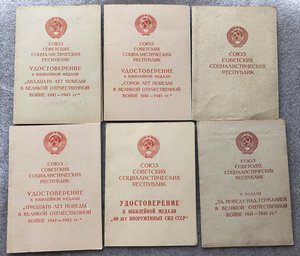 СОЮЗ
СОВЕТСКИХ
СОЦИАЛИСТИЧЕСКИХ
РЕСПУБЛИК
УДОСТОВЕРЕНИЕ
К ЮБИЛЕЙНОЙ МЕДАЛИ
"ДВАДЦАТЬ ЛЕТ ПОБЕДЫ
В ВЕЛИКОЙ ОТЕЧЕСТВЕННОЙ
ВОЙНЕ 1941—1945 гг."
СОЮЗ
СОВЕТСКИХ
СОЦИАЛИСТИЧЕСКИХ
РЕСПУБЛИК
УДОСТОВЕРЕНИЕ
К ЮБИЛЕЙНОЙ МЕДАЛИ
"СОРОК ЛЕТ ПОБЕДЫ
В ВЕЛИКОЙ ОТЕЧЕСТВЕННОЙ
ВОЙНЕ 1941—1945 гг."
СОЮЗ
СОВЕТСКИХ
СОЦИАЛИСТИЧЕСКИХ
РЕСПУБЛИК
СОЮЗ
СОВЕТСКИХ
СОЦИАЛИСТИЧЕСКИХ
РЕСПУБЛИК
УДОСТОВЕРЕНИЕ
К ЮБИЛЕЙНОЙ МЕДАЛИ
"ТРИДЦАТЬ ЛЕТ ПОБЕДЫ
В ВЕЛИКОЙ ОТЕЧЕСТВЕННОЙ
ВОЙНЕ 1941—1945 гг."
СОЮЗ
СОВЕТСКИХ
СОЦИАЛИСТИЧЕСКИХ
РЕСПУБЛИК
УДОСТОВЕРЕНИЕ
К ЮБИЛЕЙНОЙ МЕДАЛИ
"60 ЛЕТ ВООРУЖЕННЫХ СИЛ СССР"
СОЮЗ
СОВЕТСКИХ
СОЦИАЛИСТИЧЕСКИХ
РЕСПУБЛИК
К МЕДАЛИ
"ЗА ПОБЕДУ НАД ГЕРМАНИЕЙ
В ВЕЛИКОЙ ОТЕЧЕСТВЕННОЙ
ВОЙНЕ 1941—1945 гг."